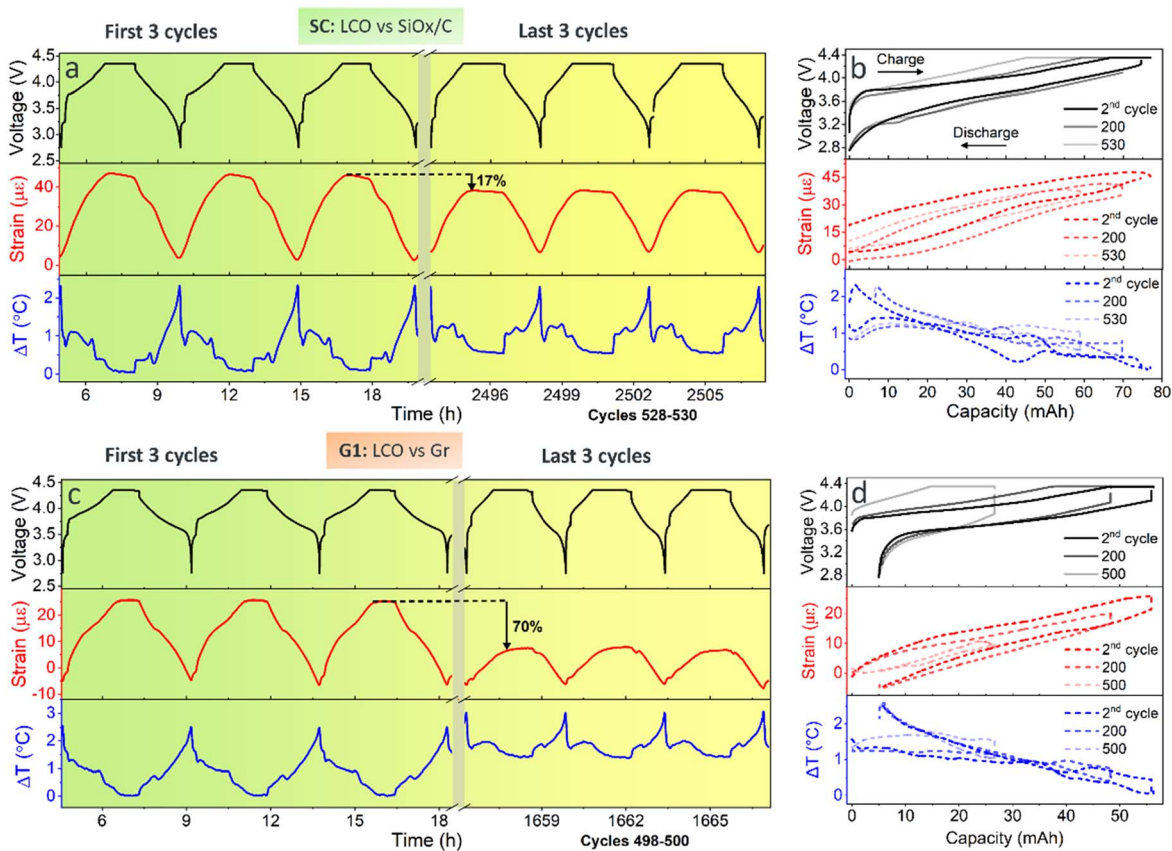 SC: LCO vs SiOx/C
First 3 cycles
Last 3 cycles
a
Voltage (V)
4.5
3.8
3.0
2.5
Strain (με)
40
20
0
17%
ΔT (°C)
2
1
0
6 9 12 15 18 2496 2499 2502 2505
Time (h)
Cycles 528-530
b
Voltage (V)
4.4
4.0
3.6
3.2
2.8
Charge
Discharge
2nd cycle
200
530
Strain (με)
45
30
15
0
2nd cycle
200
530
ΔT (°C)
2
1
0
2nd cycle
200
530
0 10 20 30 40 50 60 70 80
Capacity (mAh)
G1: LCO vs Gr
First 3 cycles
Last 3 cycles
c
Voltage (V)
4.5
4.0
3.5
3.0
2.5
Strain (με)
20
10
0
-10
70%
ΔT (°C)
3
2
1
0
6 9 12 15 18 1659 1662 1665
Time (h)
Cycles 498-500
d
Voltage (V)
4.4
4.0
3.6
3.2
2.8
2nd cycle
200
500
Strain (με)
20
10
0
2nd cycle
200
500
ΔT (°C)
2
1
0
2nd cycle
200
500
0 10 20 30 40 50
Capacity (mAh)